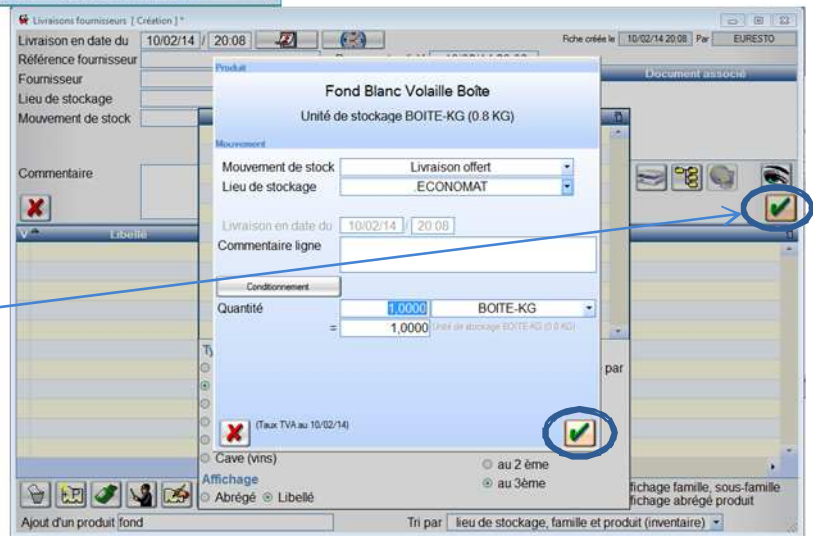 Livraisons fournisseurs [ Création ] *
Livraison en date du 10/02/14 / 20:08
Fiche créée le 10/02/14 20:08 Par EURESTO
Référence fournisseur
Fournisseur
Document associé
Lieu de stockage
Mouvement de stock
Commentaire
Produit
Fond Blanc Volaille Boîte
Unité de stockage BOITE-KG (0.8 KG)
Mouvement
Mouvement de stock Livraison offert
Lieu de stockage .ECONOMAT
Livraison en date du 10/02/14 / 20:08
Commentaire ligne
Conditionnement
Quantité 1,0000 BOITE-KG
= 1,0000 Unité de stockage BOITE-KG (0.8 KG)
(Taux TVA au 10/02/14)
V Libellé
Ty
par
Cave (vins)
au 2 ème
Affichage
au 3ème
Abrégé Libellé
fichage famille, sous-famille
fichage abrégé produit
Ajout d'un produit fond
Tri par lieu de stockage, famille et produit (inventaire)